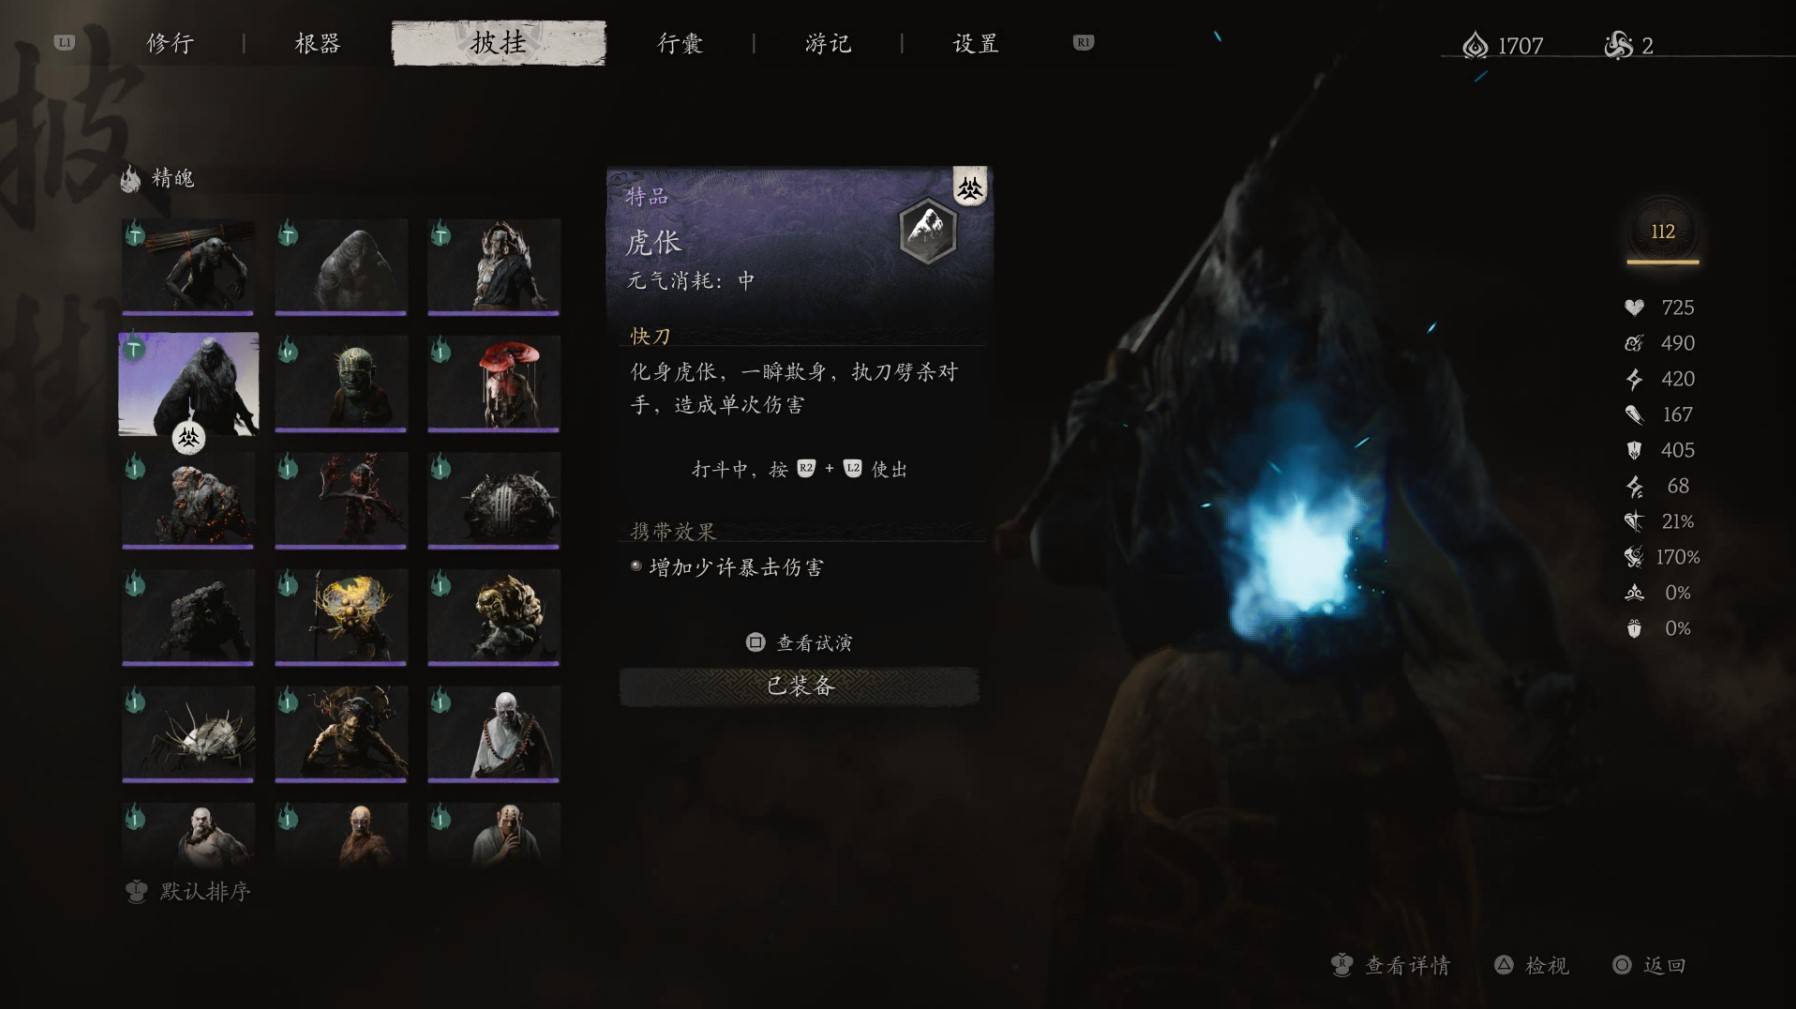 L1 修行 根器 披挂 行囊 游记 设置 R1 1707 2
披挂
精魄
特品
虎伥
元气消耗：中
快刀
化身虎伥，一瞬欺身，执刀劈杀对
手，造成单次伤害
打斗中，按 R2 + L2 使出
携带效果
增加少许暴击伤害
查看试演
已装备
112
725
490
420
167
405
68
21%
170%
0%
0%
默认排序
R 查看详情 检视 返回